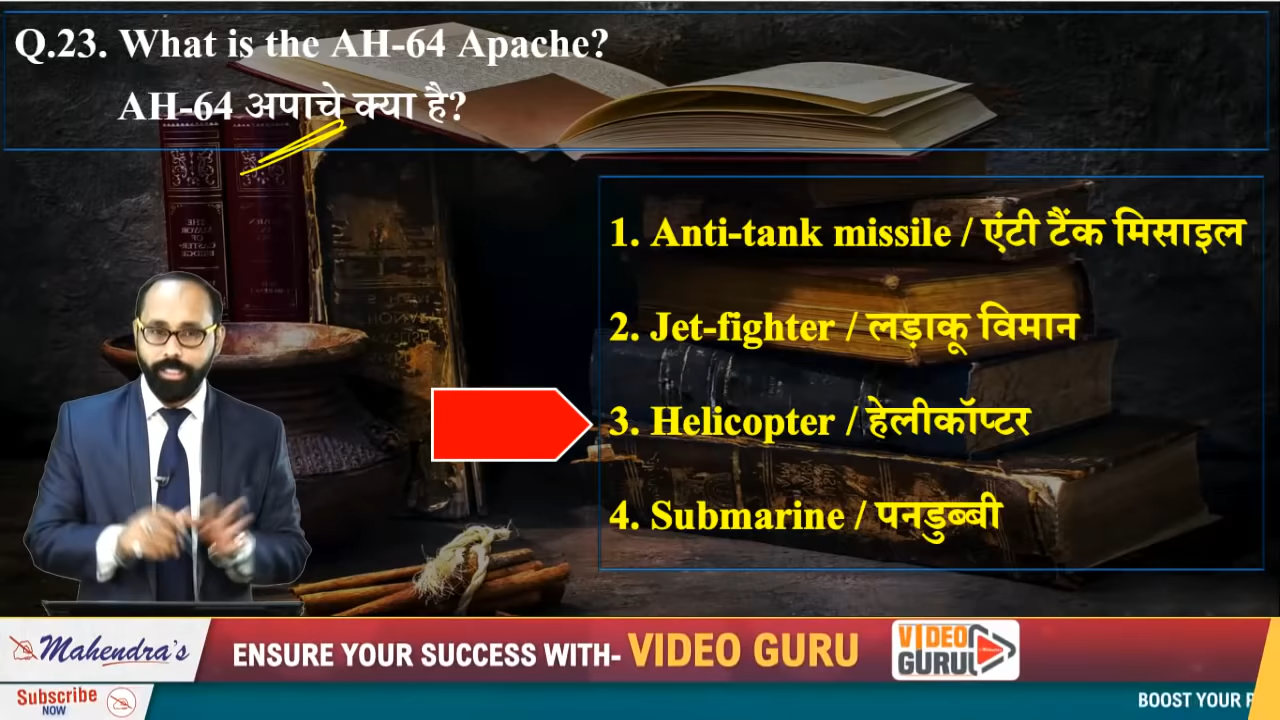 Q.23. What is the AH-64 Apache?
AH-64 अपाचे क्या है?
1. Anti-tank missile / एंटी टैंक मिसाइल
2. Jet-fighter / लड़ाकू विमान
3. Helicopter / हेलीकॉप्टर
4. Submarine / पनडुब्बी
Mahendra's
ENSURE YOUR SUCCESS WITH- VIDEO GURU
VIDEO
GURU
Subscribe
NOW
BOOST YOUR